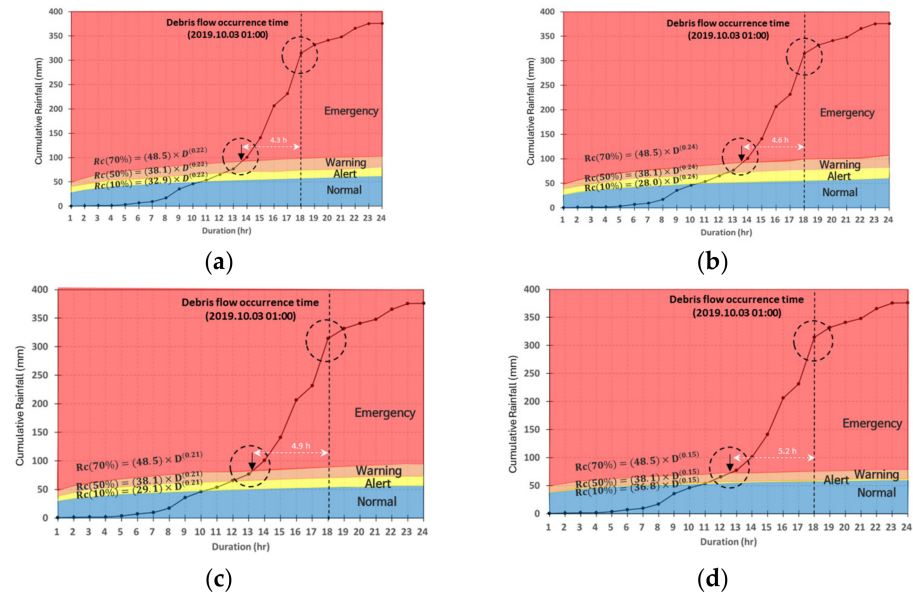 400
350
300
250
200
150
100
50
0
Cumulative Rainfall (mm)
Debris flow occurrence time
(2019.10.03 01:00)
4.3 h
Emergency
Rc(70%) = (48.5) × D^(0.22)
Rc(50%) = (38.1) × D^(0.22)
Rc(10%) = (32.9) × D^(0.22)
Warning
Alert
Normal
1 2 3 4 5 6 7 8 9 10 11 12 13 14 15 16 17 18 19 20 21 22 23 24
Duration (hr)
(a)
400
350
300
250
200
150
100
50
0
Cumulative Rainfall (mm)
Debris flow occurrence time
(2019.10.03 01:00)
4.6 h
Emergency
Rc(70%) = (48.5) × D^(0.24)
Rc(50%) = (38.1) × D^(0.24)
Rc(10%) = (28.0) × D^(0.24)
Warning
Alert
Normal
1 2 3 4 5 6 7 8 9 10 11 12 13 14 15 16 17 18 19 20 21 22 23 24
Duration (hr)
(b)
400
350
300
250
200
150
100
50
0
Cumulative Rainfall (mm)
Debris flow occurrence time
(2019.10.03 01:00)
Emergency
4.9 h
Rc(70%) = (48.5) × D^(0.21)
Rc(50%) = (38.1) × D^(0.21)
Rc(10%) = (29.1) × D^(0.21)
Warning
Alert
Normal
1 2 3 4 5 6 7 8 9 10 11 12 13 14 15 16 17 18 19 20 21 22 23 24
Duration (hr)
(c)
400
350
300
250
200
150
100
50
0
Cumulative Rainfall (mm)
Debris flow occurrence time
(2019.10.03 01:00)
Emergency
5.2 h
Rc(70%) = (48.5) × D^(0.15)
Rc(50%) = (38.1) × D^(0.15)
Rc(10%) = (36.8) × D^(0.15)
Warning
Alert
Normal
1 2 3 4 5 6 7 8 9 10 11 12 13 14 15 16 17 18 19 20 21 22 23 24
Duration (hr)
(d)